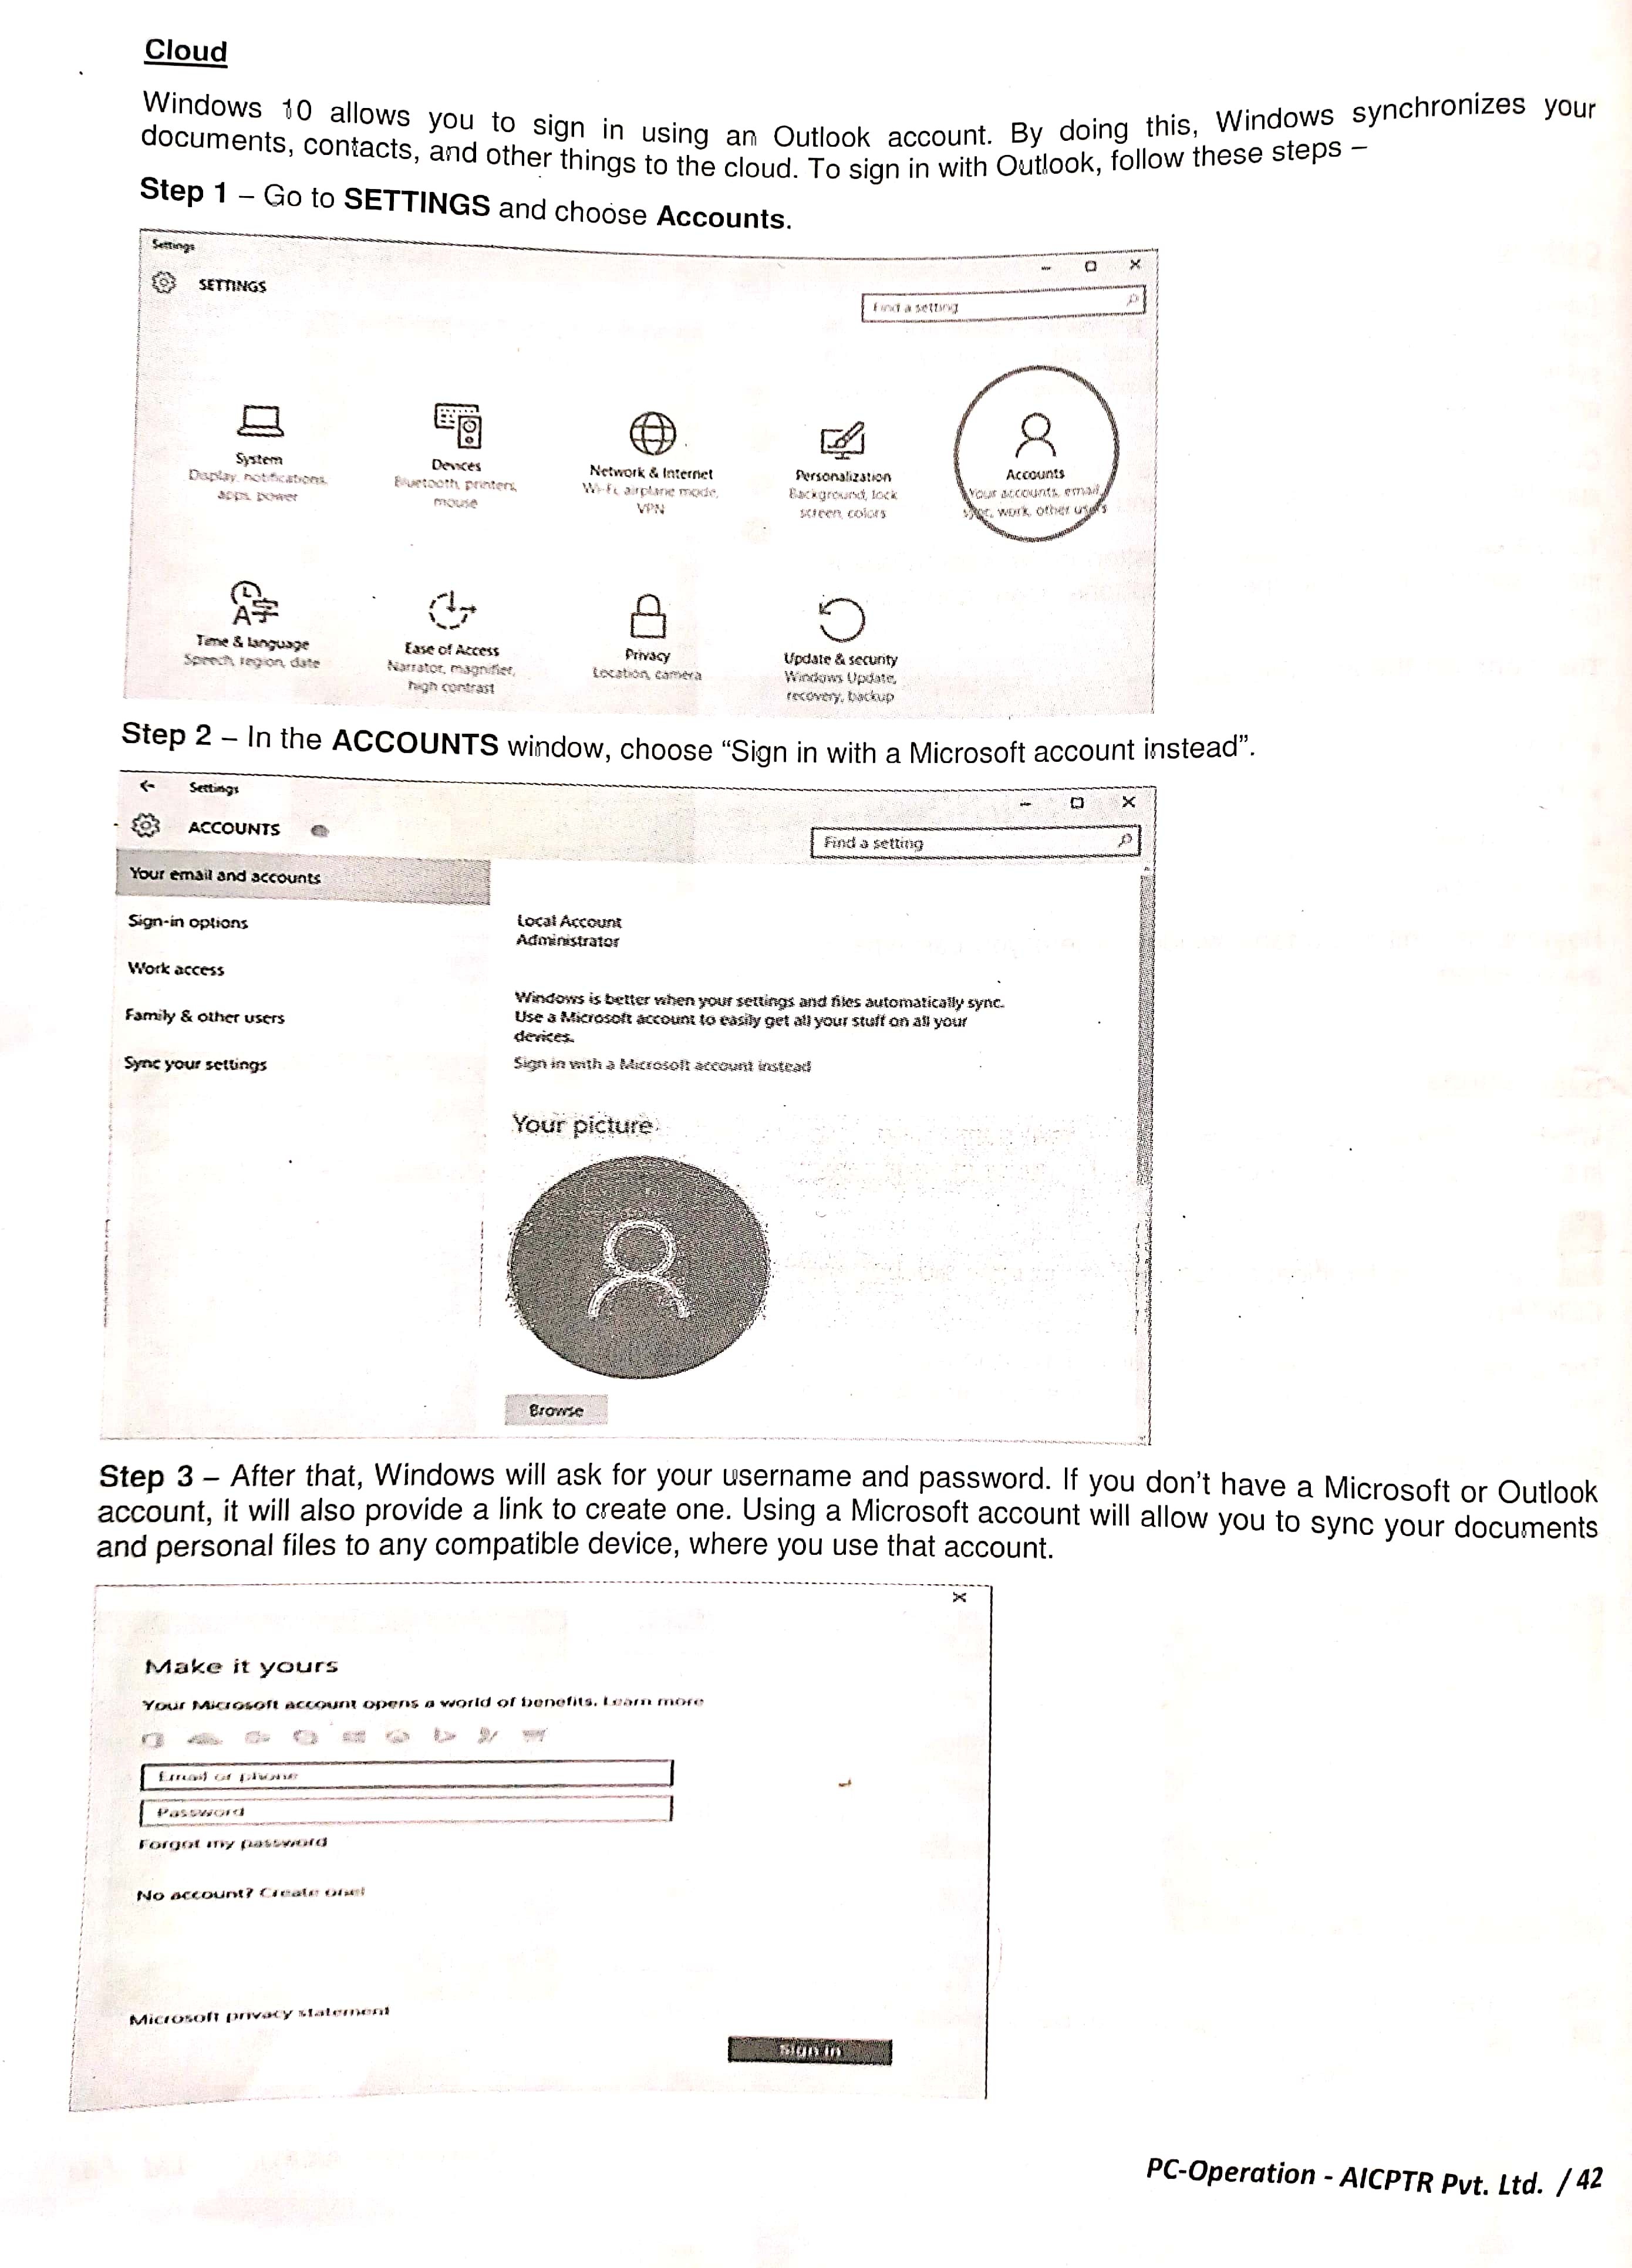 Cloud
Windows 10 allows you to sign in using an Outlook account. By doing this, Windows synchronizes your
documents, contacts, and other things to the cloud. To sign in with Outlook, follow these steps –
Step 1 – Go to SETTINGS and choose Accounts.
Settings
SETTINGS
Find a setting
System
Display, notifications,
apps, power
Devices
Bluetooth, printers,
mouse
Network & Internet
Wi-Fi, airplane mode,
VPN
Personalization
Background, lock
screen, colors
Accounts
Your accounts, email,
sync, work, other users
Time & language
Speech, region, date
Ease of Access
Narrator, magnifier,
high contrast
Privacy
Location, camera
Update & security
Windows Update,
recovery, backup
Step 2 – In the ACCOUNTS window, choose “Sign in with a Microsoft account instead”.
Settings
ACCOUNTS
Find a setting
Your email and accounts
Sign-in options
Work access
Family & other users
Sync your settings
Local Account
Administrator
Windows is better when your settings and files automatically sync.
Use a Microsoft account to easily get all your stuff on all your
devices.
Sign in with a Microsoft account instead
Your picture
Browse
Step 3 – After that, Windows will ask for your username and password. If you don’t have a Microsoft or Outlook
account, it will also provide a link to create one. Using a Microsoft account will allow you to sync your documents
and personal files to any compatible device, where you use that account.
Make it yours
Your Microsoft account opens a world of benefits. Learn more
Email or phone
Password
Forgot my password
No account? Create one!
Microsoft privacy statement
Sign in
PC-Operation - AICPTR Pvt. Ltd. / 42